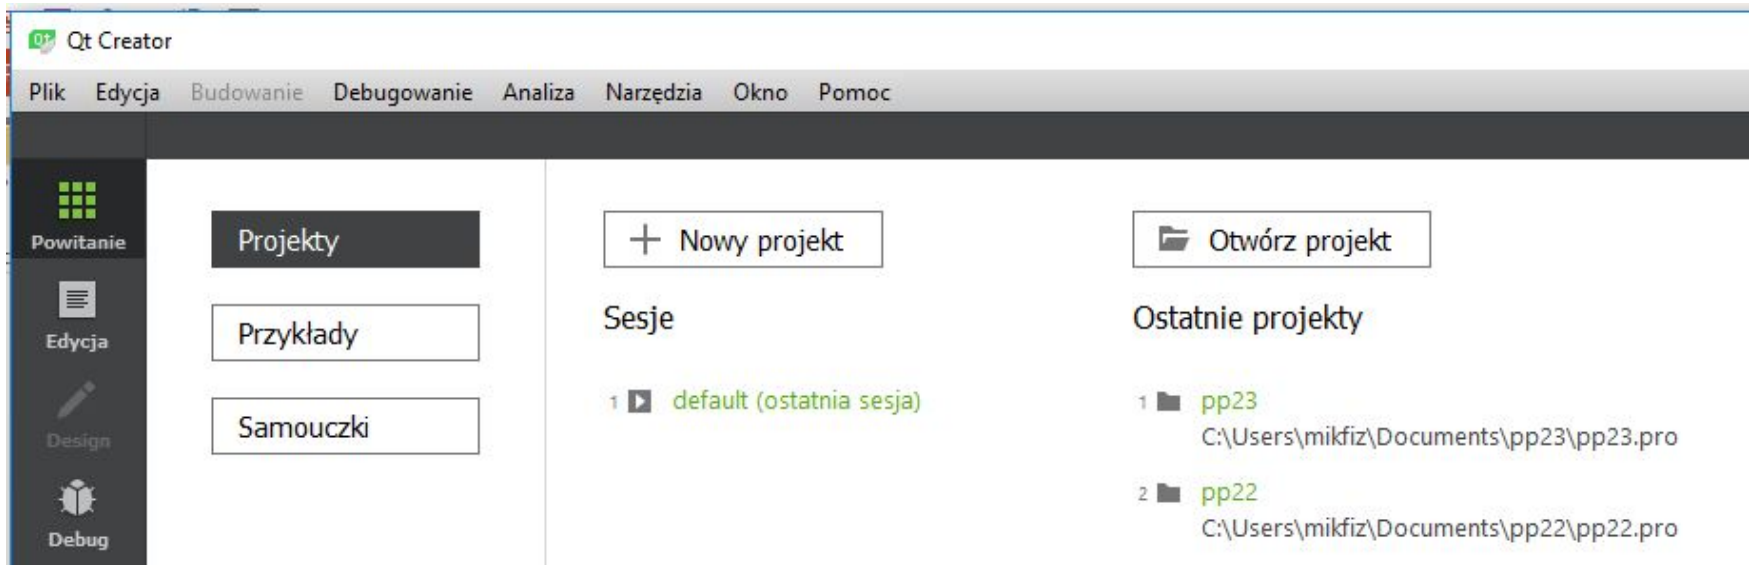 Qt Creator
Plik Edycja Budowanie Debugowanie Analiza Narzędzia Okno Pomoc
Powitanie
Edycja
Design
Debug
Projekty
Przykłady
Samouczki
+ Nowy projekt
Sesje
1 default (ostatnia sesja)
Otwórz projekt
Ostatnie projekty
1 pp23
C:\Users\mikfiz\Documents\pp23\pp23.pro
2 pp22
C:\Users\mikfiz\Documents\pp22\pp22.pro